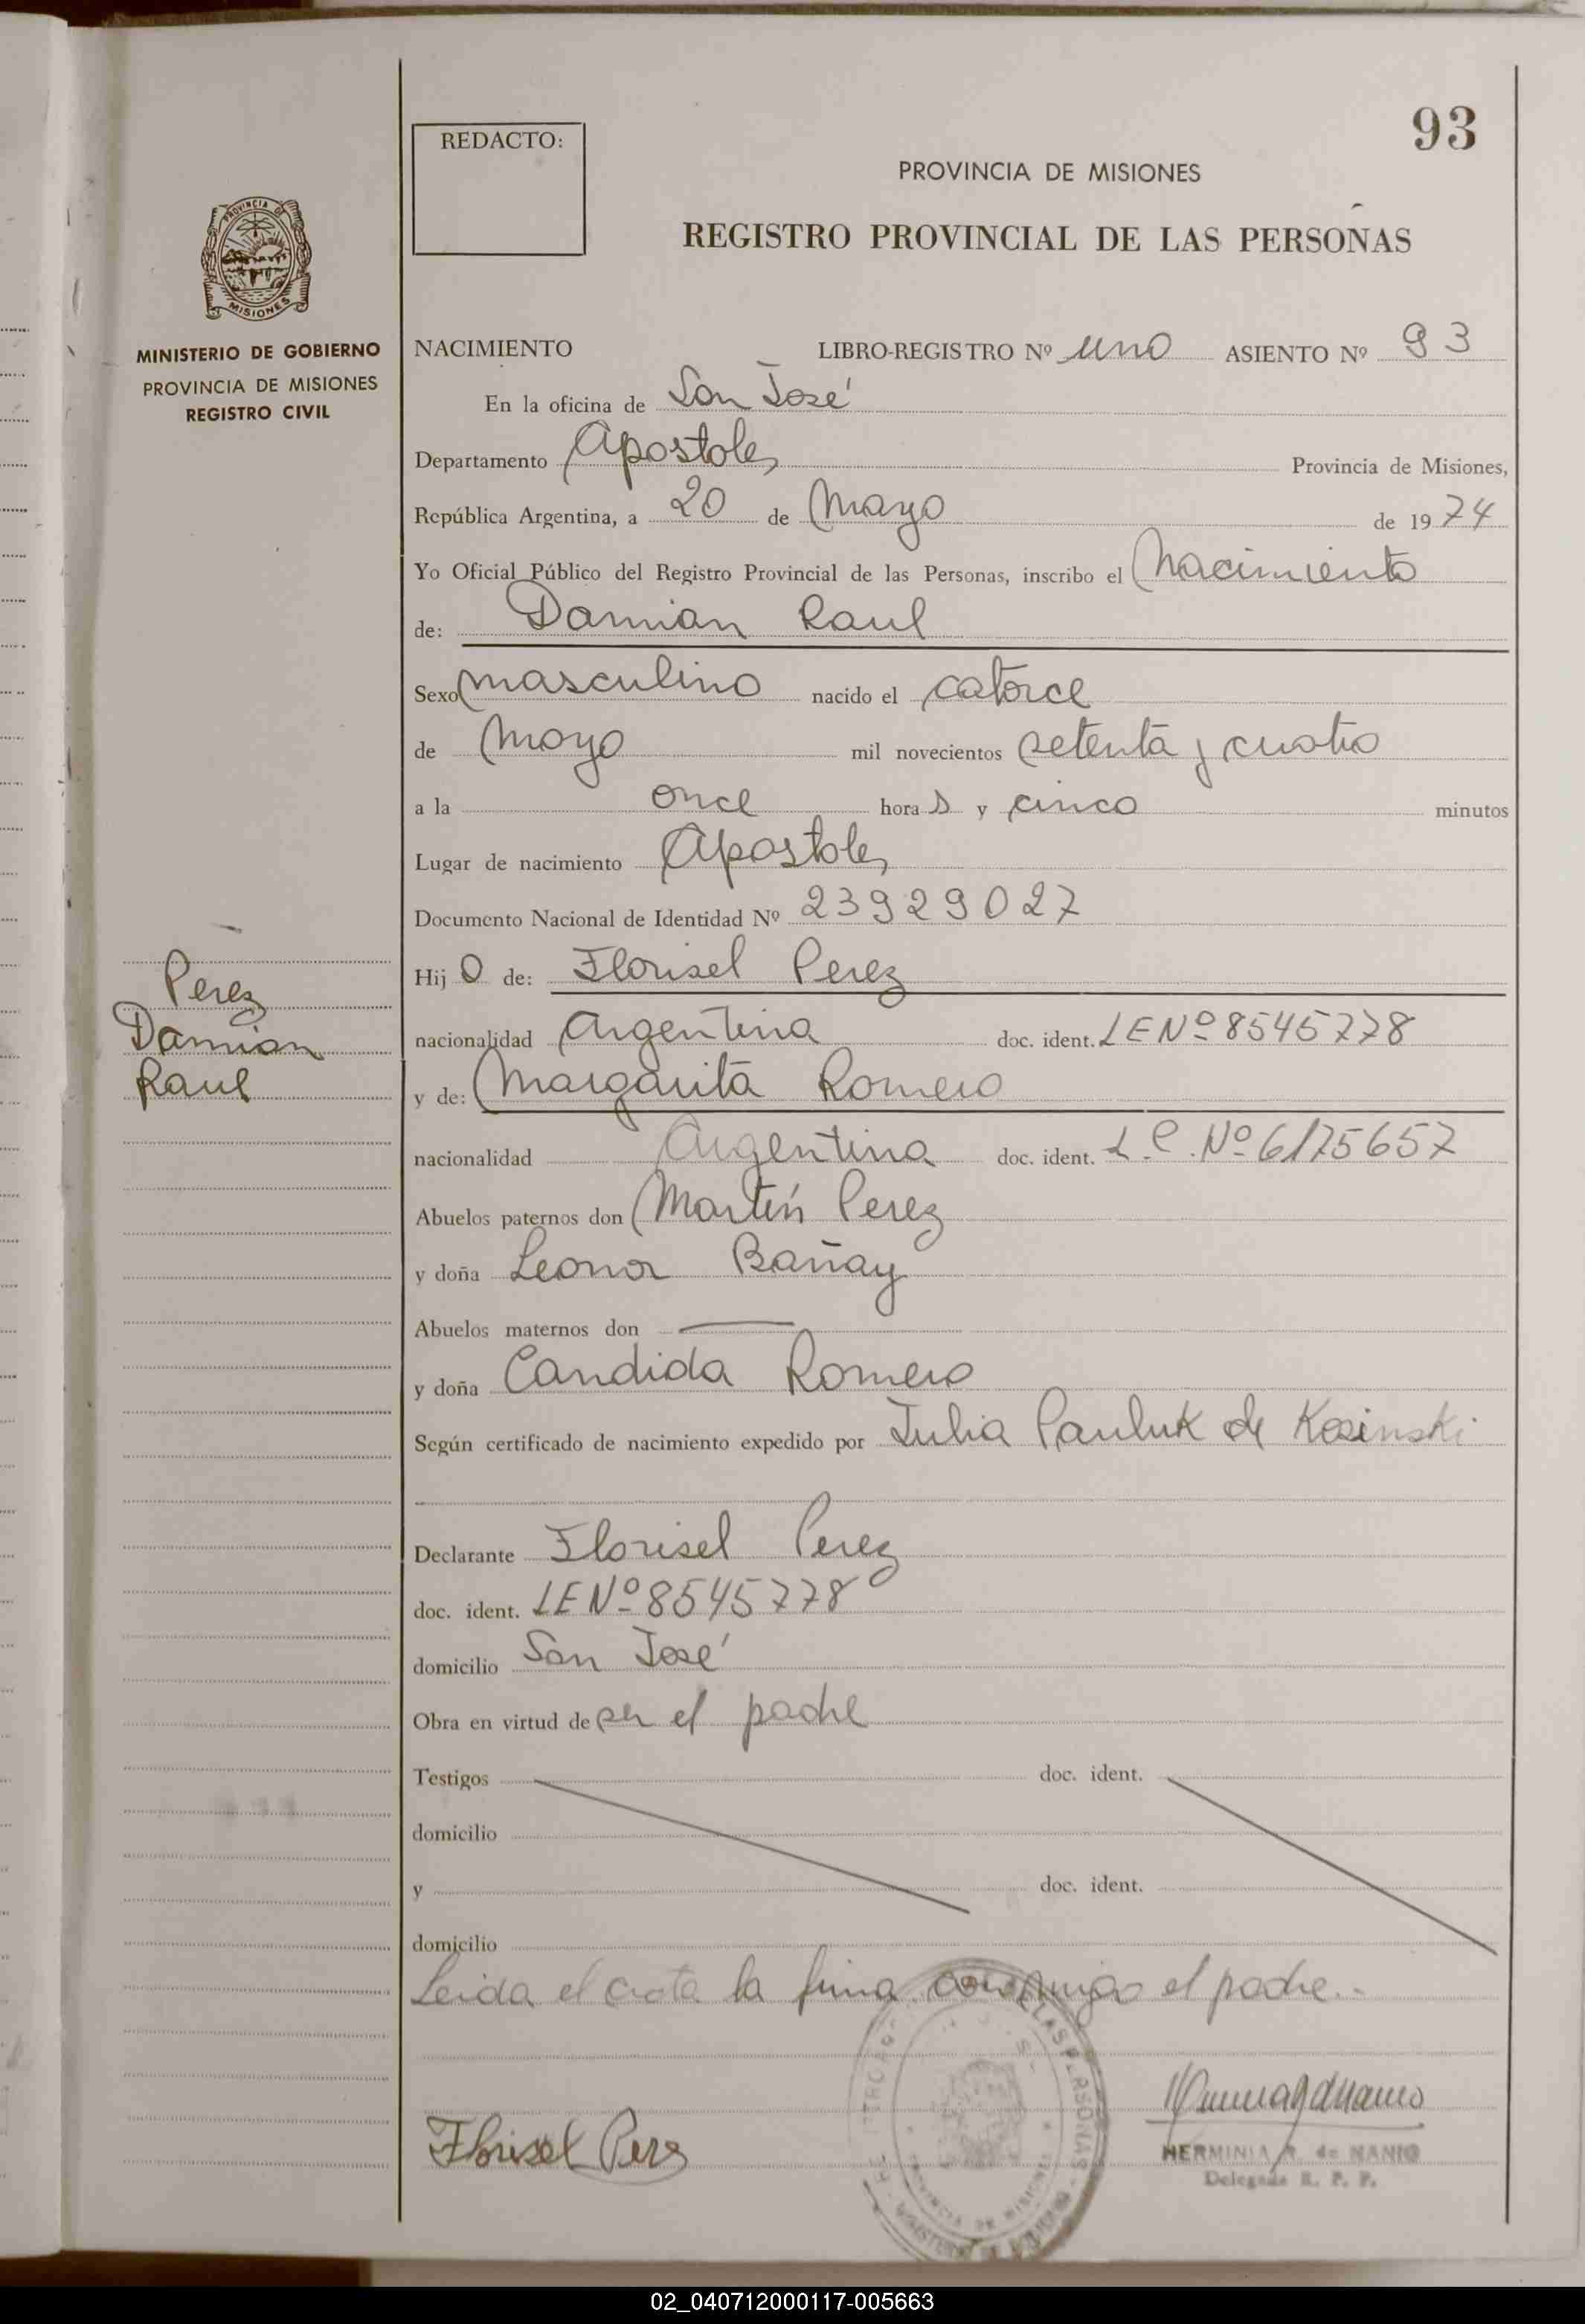 93
REDACTO:
PROVINCIA DE MISIONES
REGISTRO PROVINCIAL DE LAS PERSONAS
PROVINCIA DE
MISIONES
MINISTERIO DE GOBIERNO
PROVINCIA DE MISIONES
REGISTRO CIVIL
NACIMIENTO LIBRO-REGISTRO Nº uno ASIENTO Nº 93
En la oficina de San José
Departamento Apostoles Provincia de Misiones,
República Argentina, a 20 de Mayo de 1974
Yo Oficial Público del Registro Provincial de las Personas, inscribo el Nacimiento
de: Damian Raul
Sexo masculino nacido el catorce
de Mayo mil novecientos setenta y cuatro
a la once hora s y cinco minutos
Lugar de nacimiento Apostoles
Documento Nacional de Identidad Nº 23929027
Perez
Damian
Raul
Hij o de: Florisel Perez
nacionalidad Argentina doc. ident. LE Nº 8545778
y de: Margarita Romero
nacionalidad Argentina doc. ident. L.C. Nº 6175657
Abuelos paternos don Martín Perez
y doña Leonor Bañay
Abuelos maternos don
y doña Candida Romero
Según certificado de nacimiento expedido por Julia Pauluk de Kosinski
Declarante Florisel Perez
doc. ident. LE Nº 8545778
domicilio San José
Obra en virtud de ser el padre
Testigos doc. ident.
domicilio
y doc. ident.
domicilio
Leida el acta la firma conmigo el padre.-
Florisel Perez
HERMINIA A. de NANIO
Delegada R. P. P.
02_040712000117-005663